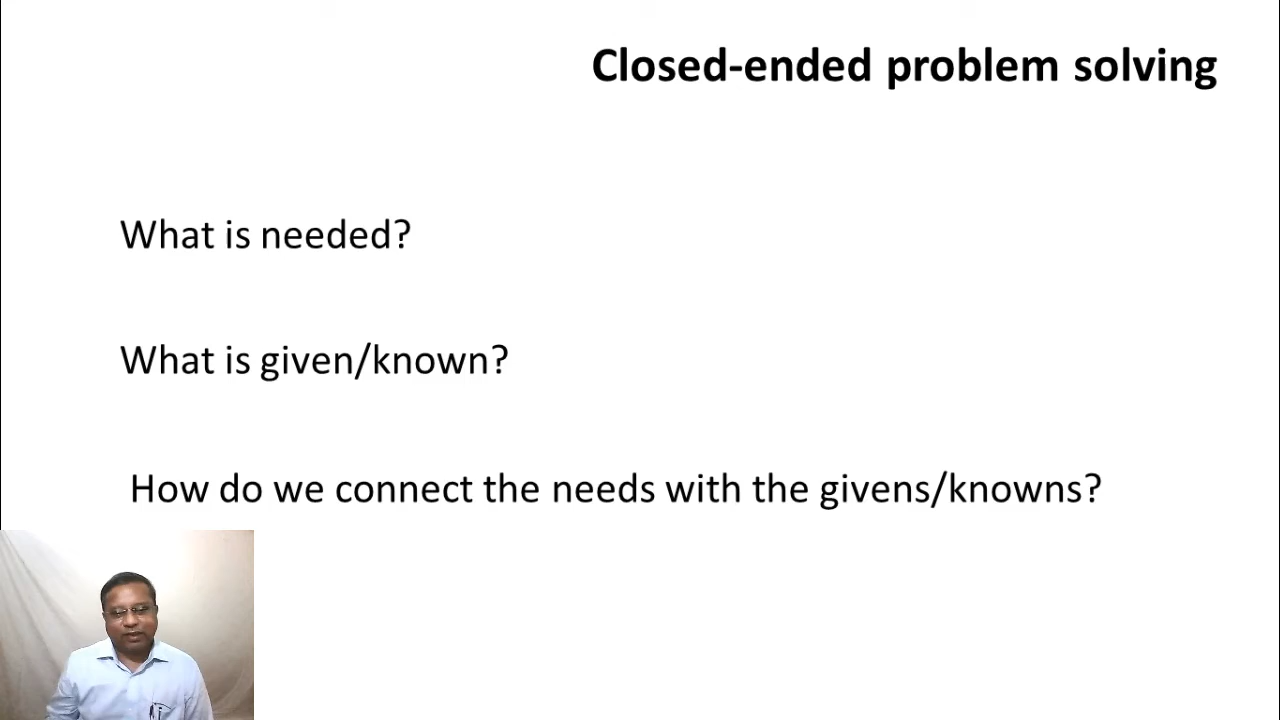 Closed-ended problem solving
What is needed?
What is given/known?
How do we connect the needs with the givens/knowns?